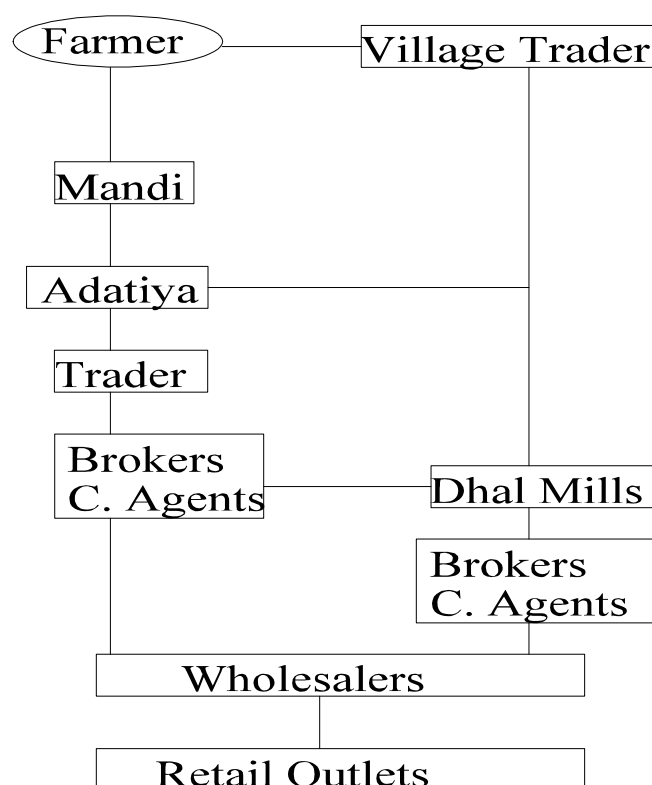 Farmer
Village Trader
Mandi
Adatiya
Trader
Brokers
C. Agents
Dhal Mills
Brokers
C. Agents
Wholesalers
Retail Outlets